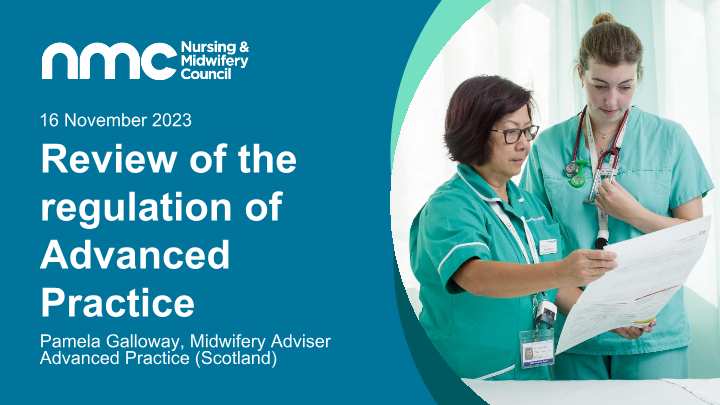 nmc
Nursing &
Midwifery
Council
16 November 2023
Review of the
regulation of
Advanced
Practice
Pamela Galloway, Midwifery Adviser
Advanced Practice (Scotland)